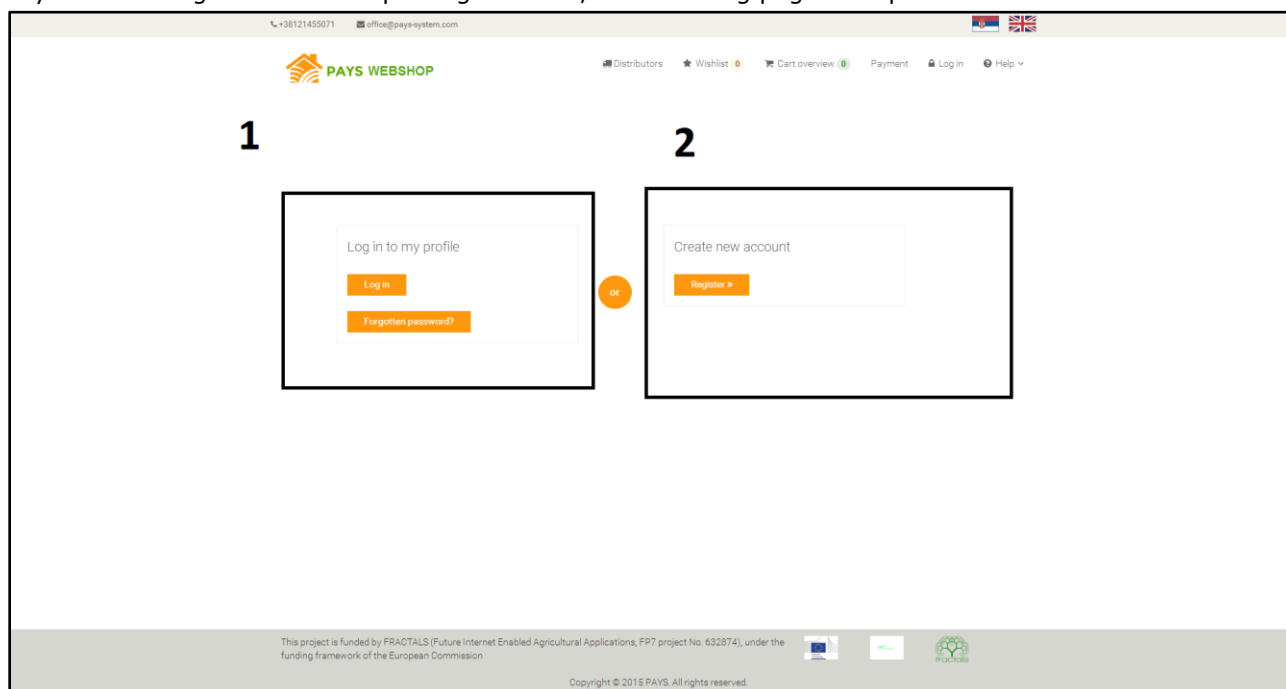 +38121455071 office@pays-system.com
PAYS WEBSHOP
Distributors Wishlist 0 Cart overview 0 Payment Log in Help
1
2
Log in to my profile
Log in
Forgotten password?
or
Create new account
Register »
This project is funded by FRACTALS (Future Internet Enabled Agricultural Applications, FP7 project No. 632874), under the
funding framework of the European Commission
fractals
Copyright © 2015 PAYS. All rights reserved.